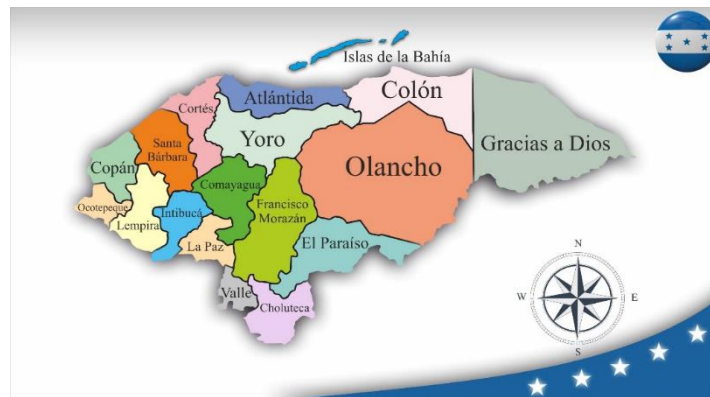 Islas de la Bahía
Atlántida
Colón
Cortés
Yoro
Gracias a Dios
Santa
Bárbara
Copán
Olancho
Comayagua
Ocotepeque
Francisco
Morazán
Intibucá
Lempira
La Paz
El Paraíso
Valle
Choluteca
N
W
E
S